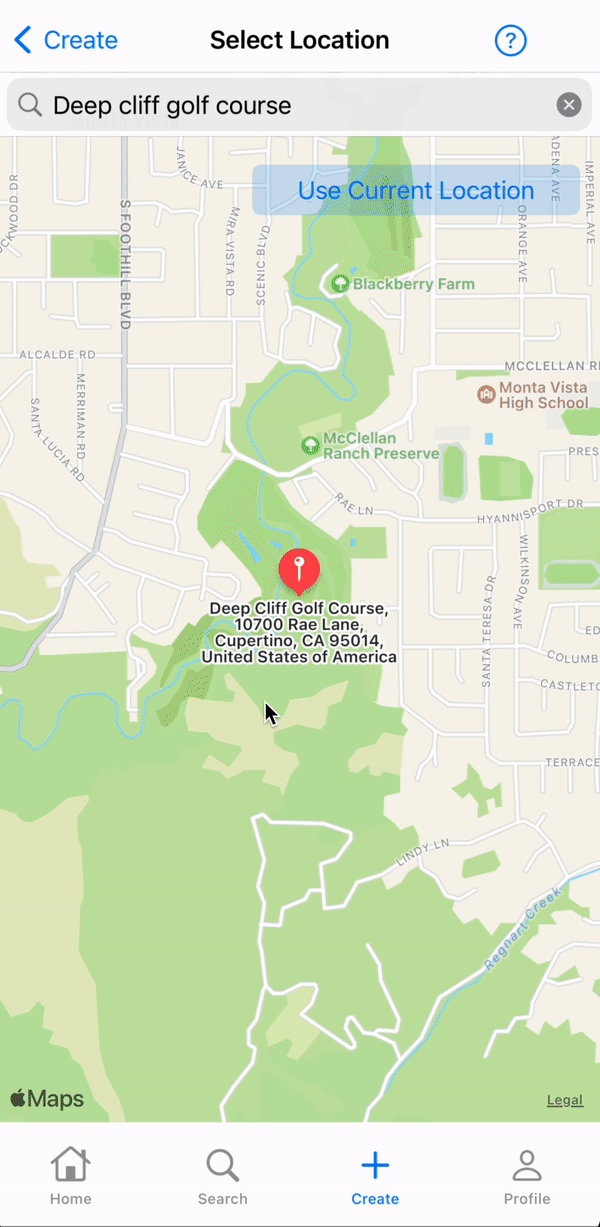 Create
Select Location
?
Deep cliff golf course
Use Current Location
JANICE AVE
S FOOTHILL BLVD
MIRA VISTA RD
SCENIC BLVD
ORANGE AVE
IMPERIAL AVE
Blackberry Farm
ALCALDE RD
MCCLELLAN
MERRIMAN RD
SANTA LUCIA RD
Monta Vista
High School
McClellan
Ranch Preserve
RAE LN
HYANNISPORT DR
WILKINSON AVE
Deep Cliff Golf Course,
10700 Rae Lane,
Cupertino, CA 95014,
United States of America
SANTA TERESA DR
TERRACE
LINDY LN
Regnart Creek
Maps
Legal
Home
Search
Create
Profile